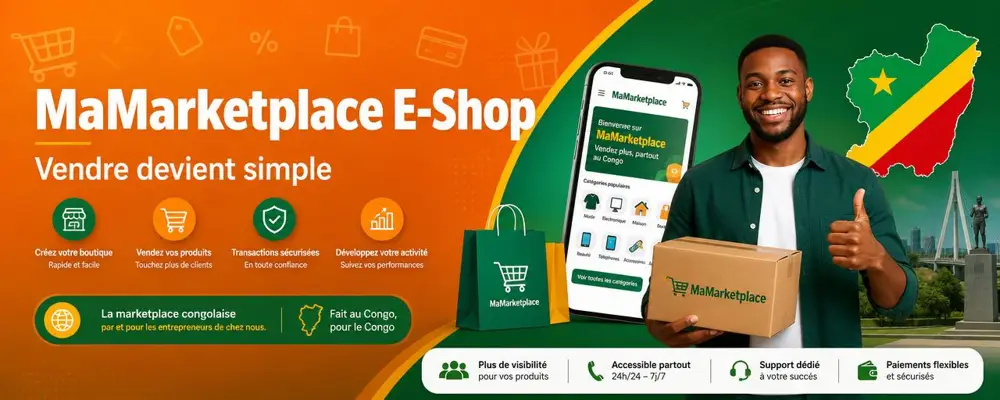 MaMarketplace E-Shop
Vendre devient simple
Créez votre boutique
Rapide et facile
Vendez vos produits
Touchez plus de clients
Transactions sécurisées
En toute confiance
Développez votre activité
Suivez vos performances
La marketplace congolaise
par et pour les entrepreneurs de chez nous.
Fait au Congo,
pour le Congo
MaMarketplace
MaMarketplace
Bienvenue sur
MaMarketplace
Vendez plus, partout
au Congo
Catégories populaires
Mode
Électronique
Maison
Beauté
Téléphones
Voir toutes les catégories
MaMarketplace
Plus de visibilité
pour vos produits
Accessible partout
24h/24 – 7j/7
Support dédié
à votre succés
Paiements flexibles
et sécurisés